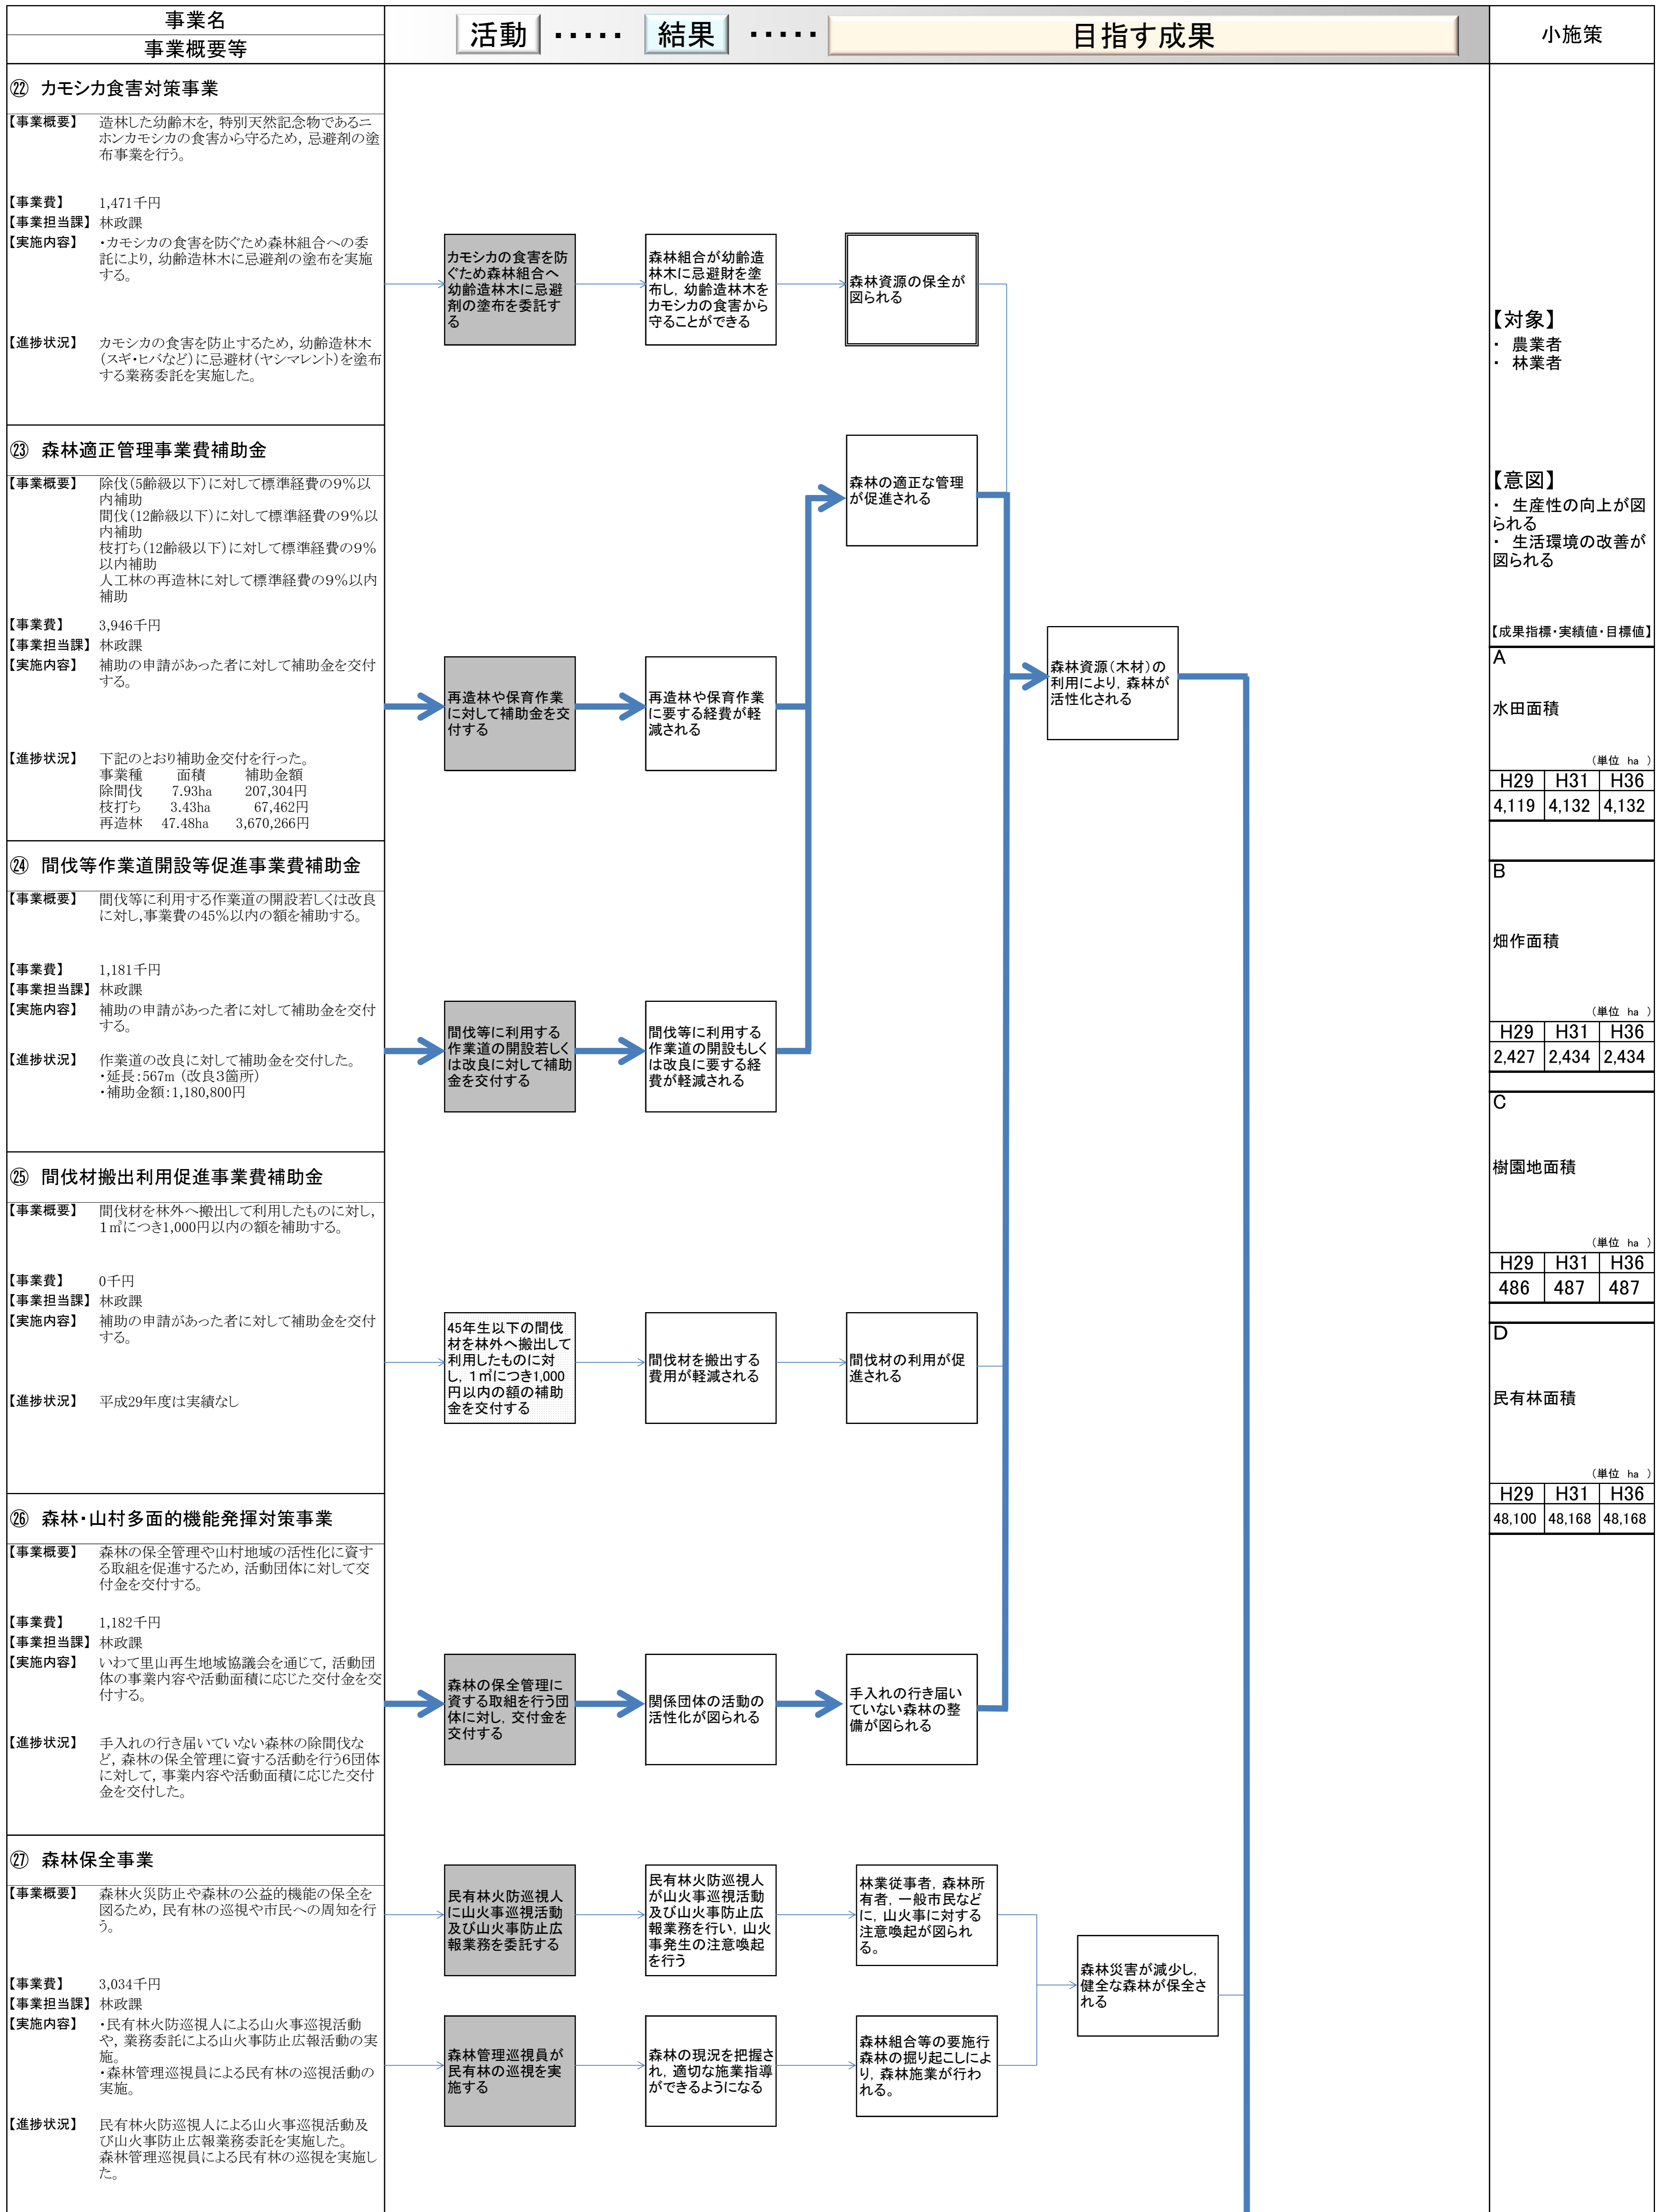 事業名
事業概要等
活動 ・・・・・ 結果 ・・・・・ 目指す成果
小施策
㉒ カモシカ食害対策事業
【事業概要】 造林した幼齢木を，特別天然記念物であるニ
ホンカモシカの食害から守るため，忌避剤の塗
布事業を行う。
【事業費】 1,471千円
【事業担当課】 林政課
【実施内容】 ・カモシカの食害を防ぐため森林組合への委
託により，幼齢造林木に忌避剤の塗布を実施
する。
【進捗状況】 カモシカの食害を防止するため，幼齢造林木
（スギ・ヒバなど）に忌避材（ヤシマレント）を塗布
する業務委託を実施した。
カモシカの食害を防
ぐため森林組合へ
幼齢造林木に忌避
剤の塗布を委託す
る
森林組合が幼齢造
林木に忌避財を塗
布し，幼齢造林木を
カモシカの食害から
守ることができる
森林資源の保全が
図られる
㉓ 森林適正管理事業費補助金
【事業概要】 除伐（5齢級以下）に対して標準経費の9％以
内補助
間伐（12齢級以下）に対して標準経費の9％以
内補助
枝打ち（12齢級以下）に対して標準経費の9％
以内補助
人工林の再造林に対して標準経費の9％以内
補助
【事業費】 3,946千円
【事業担当課】 林政課
【実施内容】 補助の申請があった者に対して補助金を交付
する。
【進捗状況】 下記のとおり補助金交付を行った。
事業種 面積 補助金額
除間伐 7.93ha 207,304円
枝打ち 3.43ha 67,462円
再造林 47.48ha 3,670,266円
再造林や保育作業
に対して補助金を交
付する
再造林や保育作業
に要する経費が軽
減される
森林の適正な管理
が促進される
森林資源（木材）の
利用により，森林が
活性化される
㉔ 間伐等作業道開設等促進事業費補助金
【事業概要】 間伐等に利用する作業道の開設若しくは改良
に対し,事業費の45％以内の額を補助する。
【事業費】 1,181千円
【事業担当課】 林政課
【実施内容】 補助の申請があった者に対して補助金を交付
する。
【進捗状況】 作業道の改良に対して補助金を交付した。
・延長：567m （改良３箇所）
・補助金額：1,180,800円
間伐等に利用する
作業道の開設若しく
は改良に対して補助
金を交付する
間伐等に利用する
作業道の開設もしく
は改良に要する経
費が軽減される
㉕ 間伐材搬出利用促進事業費補助金
【事業概要】 間伐材を林外へ搬出して利用したものに対し，
１㎥につき1,000円以内の額を補助する。
【事業費】 0千円
【事業担当課】 林政課
【実施内容】 補助の申請があった者に対して補助金を交付
する。
【進捗状況】 平成29年度は実績なし
45年生以下の間伐
材を林外へ搬出して
利用したものに対
し，１㎥につき1,000
円以内の額の補助
金を交付する
間伐材を搬出する
費用が軽減される
間伐材の利用が促
進される
㉖ 森林・山村多面的機能発揮対策事業
【事業概要】 森林の保全管理や山村地域の活性化に資す
る取組を促進するため，活動団体に対して交
付金を交付する。
【事業費】 1,182千円
【事業担当課】 林政課
【実施内容】 いわて里山再生地域協議会を通じて，活動団
体の事業内容や活動面積に応じた交付金を交
付する。
【進捗状況】 手入れの行き届いていない森林の除間伐な
ど，森林の保全管理に資する活動を行う6団体
に対して，事業内容や活動面積に応じた交付
金を交付した。
森林の保全管理に
資する取組を行う団
体に対し，交付金を
交付する
関係団体の活動の
活性化が図られる
手入れの行き届い
ていない森林の整
備が図られる
㉗ 森林保全事業
【事業概要】 森林火災防止や森林の公益的機能の保全を
図るため，民有林の巡視や市民への周知を行
う。
【事業費】 3,034千円
【事業担当課】 林政課
【実施内容】 ・民有林火防巡視人による山火事巡視活動
や，業務委託による山火事防止広報活動の実
施。
・森林管理巡視員による民有林の巡視活動の
実施。
【進捗状況】 民有林火防巡視人による山火事巡視活動及
び山火事防止広報業務委託を実施した。
森林管理巡視員による民有林の巡視を実施し
た。
民有林火防巡視人
に山火事巡視活動
及び山火事防止広
報業務を委託する
民有林火防巡視人
が山火事巡視活動
及び山火事防止広
報業務を行い，山火
事発生の注意喚起
を行う
林業従事者，森林所
有者，一般市民など
に，山火事に対する
注意喚起が図られ
る。
森林管理巡視員が
民有林の巡視を実
施する
森林の現況を把握さ
れ，適切な施業指導
ができるようになる
森林組合等の要施行
森林の掘り起こしによ
り，森林施業が行わ
れる。
森林災害が減少し，
健全な森林が保全さ
れる
【対象】
・ 農業者
・ 林業者
【意図】
・ 生産性の向上が図
られる
・ 生活環境の改善が
図られる
【成果指標・実績値・目標値】
A
水田面積
（単位 ha ）
H29 H31 H36
4,119 4,132 4,132
B
畑作面積
（単位 ha ）
H29 H31 H36
2,427 2,434 2,434
C
樹園地面積
（単位 ha ）
H29 H31 H36
486 487 487
D
民有林面積
（単位 ha ）
H29 H31 H36
48,100 48,168 48,168